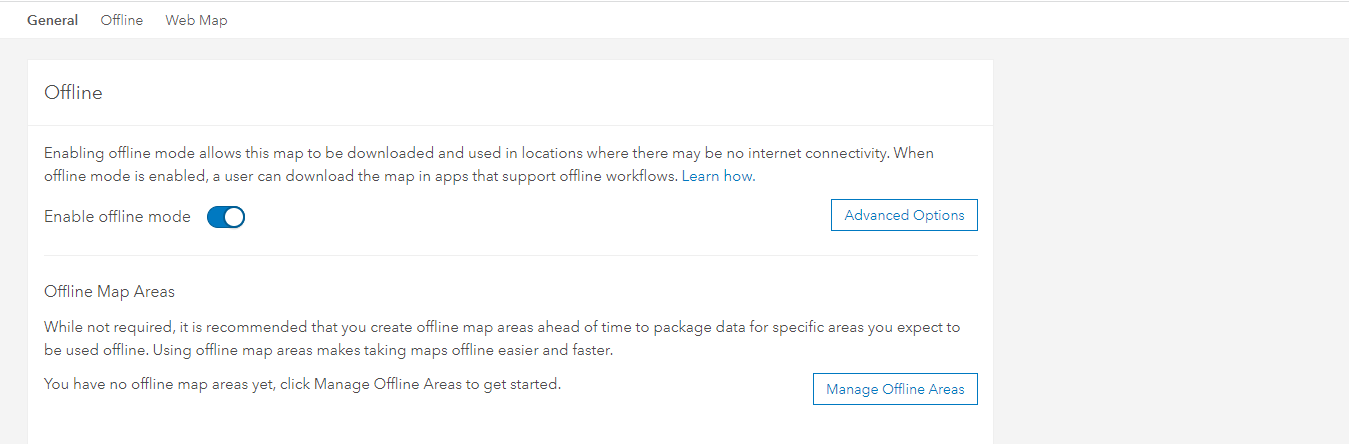 General Offline Web Map
Offline
Enabling offline mode allows this map to be downloaded and used in locations where there may be no internet connectivity. When
offline mode is enabled, a user can download the map in apps that support offline workflows. Learn how.
Enable offline mode Advanced Options
Offline Map Areas
While not required, it is recommended that you create offline map areas ahead of time to package data for specific areas you expect to
be used offline. Using offline map areas makes taking maps offline easier and faster.
You have no offline map areas yet, click Manage Offline Areas to get started. Manage Offline Areas